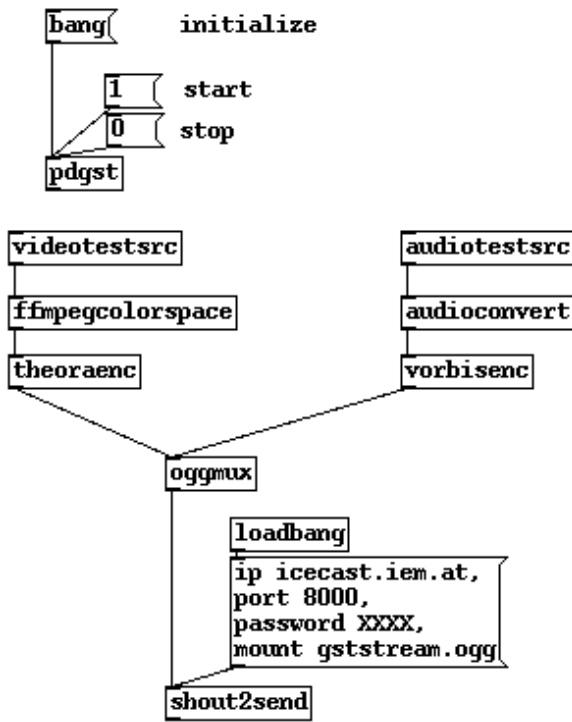 bang initialize
1 start
0 stop
pdgst
videotestsrc audiotestsrc
ffmpegcolorspace audioconvert
theoraenc vorbisenc
oggmux
loadbang
ip icecast.iem.at,
port 8000,
password XXXX,
mount gststream.ogg
shout2send